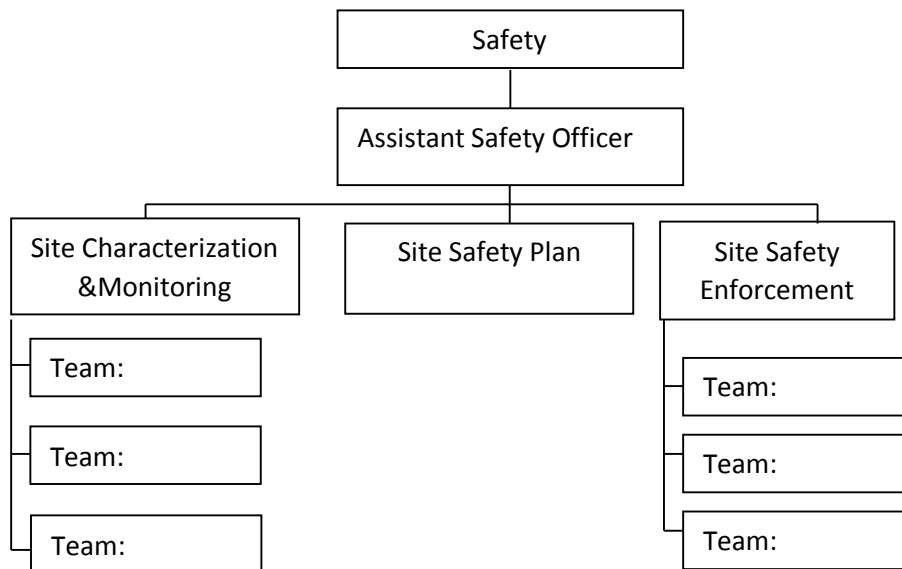 Safety
Assistant Safety Officer
Site Characterization
&Monitoring
Site Safety Plan
Site Safety
Enforcement
Team:
Team:
Team:
Team:
Team:
Team: